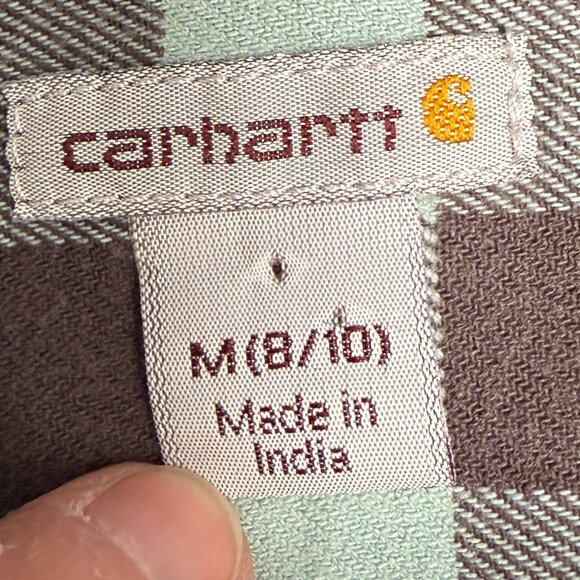 carhartt
M(8/10)
Made in
India